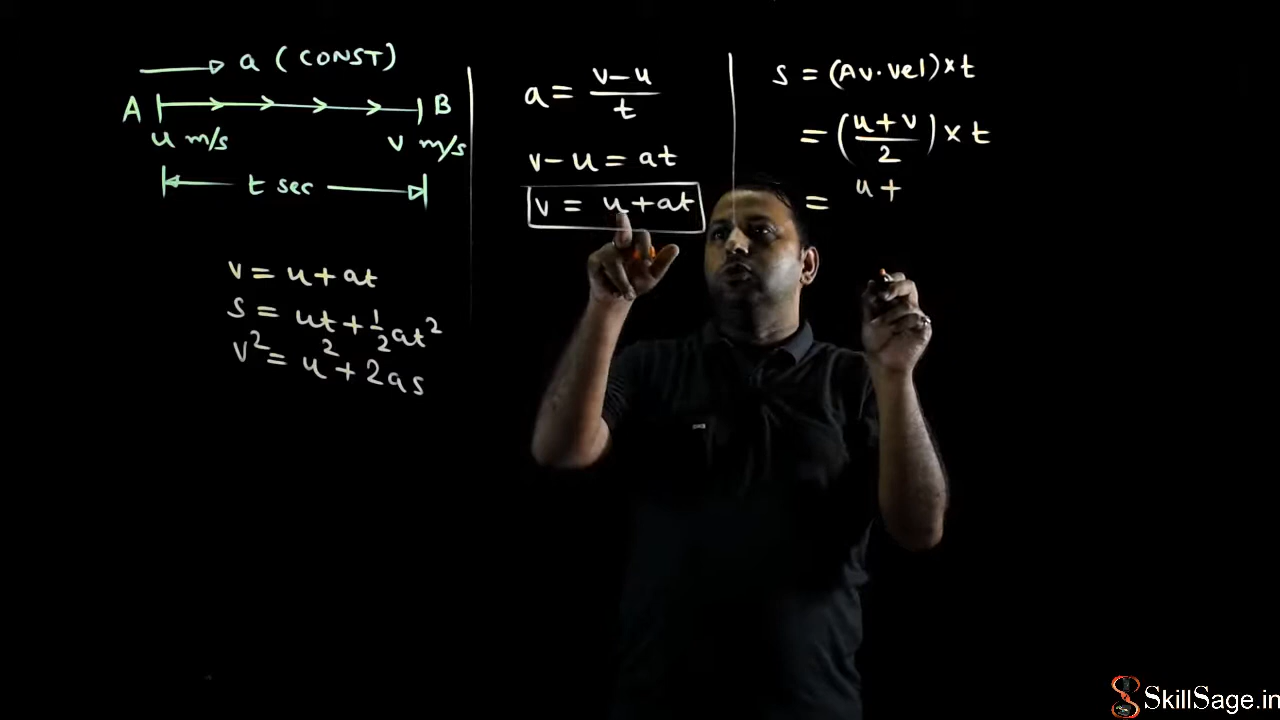 a (CONST)
A B
u m/s v m/s
t sec
v = u + at
s = ut + 1/2 at²
v² = u² + 2as
a = v-u / t
v-u = at
v = u+at
s = (Av.vel)×t
= (u+v / 2) × t
= u +
SkillSage.in